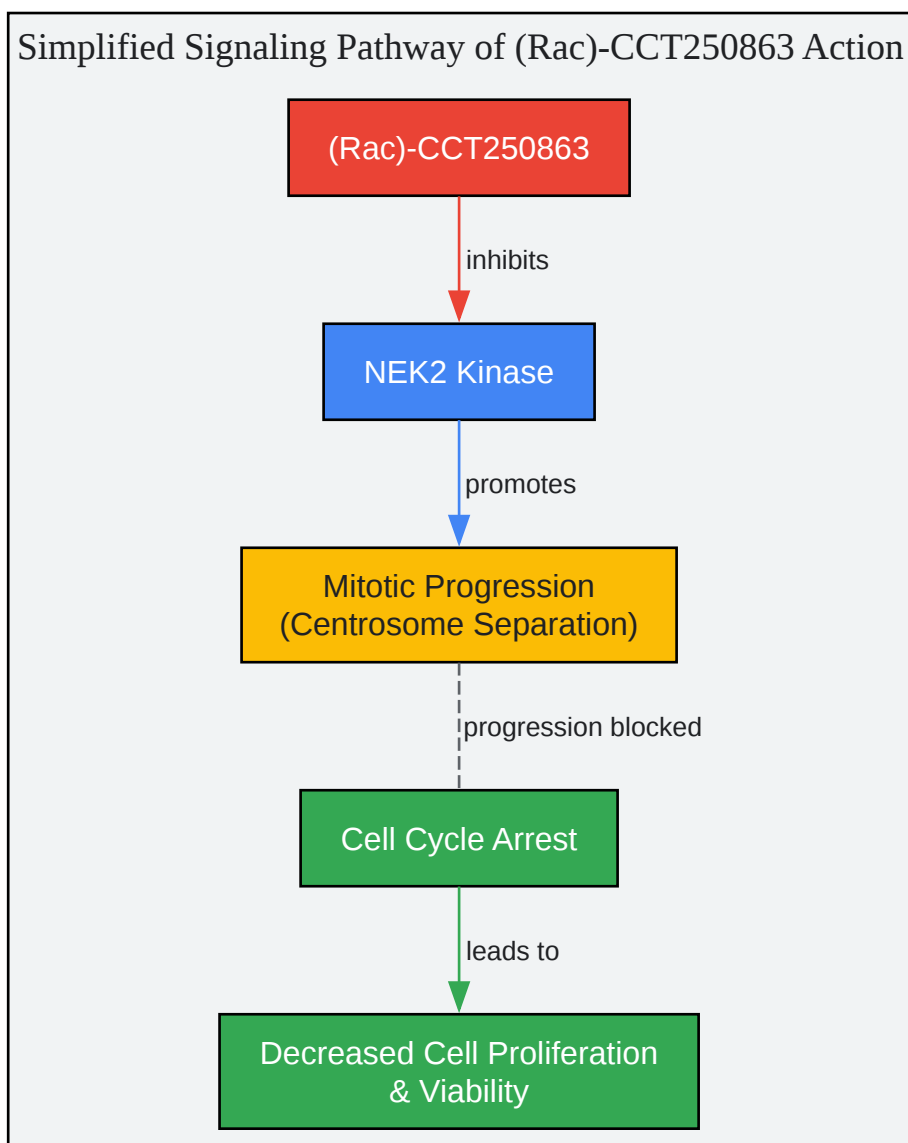 Simplified Signaling Pathway of (Rac)-CCT250863 Action
(Rac)-CCT250863
inhibits
NEK2 Kinase
promotes
Mitotic Progression
(Centrosome Separation)
progression blocked
Cell Cycle Arrest
leads to
Decreased Cell Proliferation
& Viability